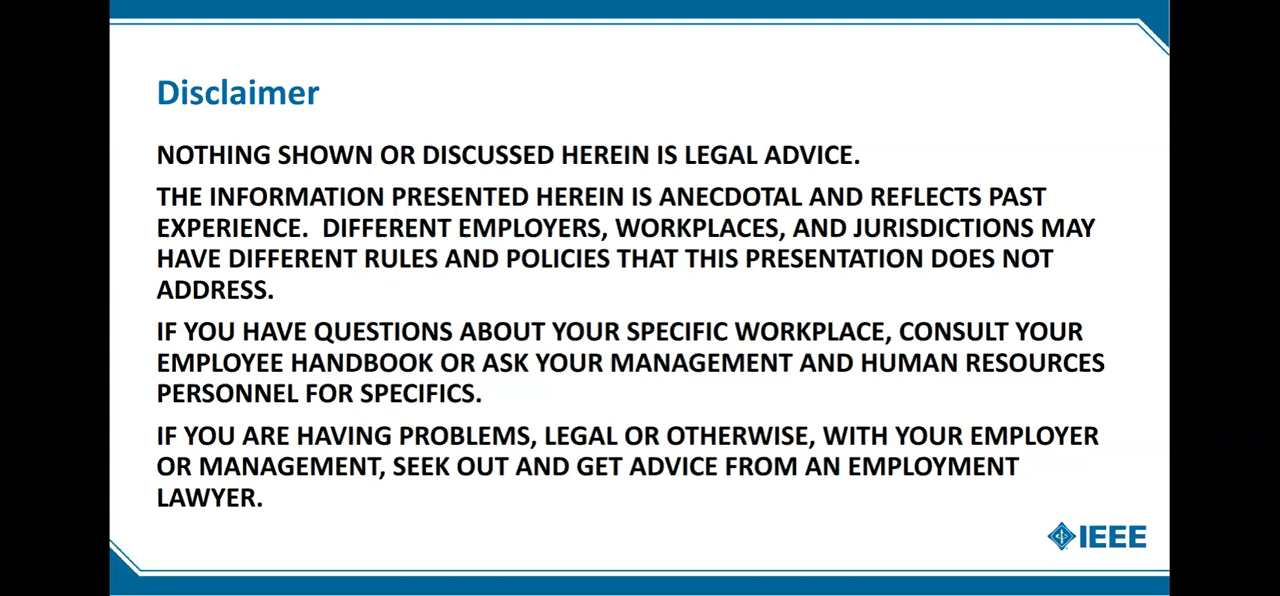 Disclaimer
NOTHING SHOWN OR DISCUSSED HEREIN IS LEGAL ADVICE.
THE INFORMATION PRESENTED HEREIN IS ANECDOTAL AND REFLECTS PAST
EXPERIENCE.  DIFFERENT EMPLOYERS, WORKPLACES, AND JURISDICTIONS MAY
HAVE DIFFERENT RULES AND POLICIES THAT THIS PRESENTATION DOES NOT
ADDRESS.
IF YOU HAVE QUESTIONS ABOUT YOUR SPECIFIC WORKPLACE, CONSULT YOUR
EMPLOYEE HANDBOOK OR ASK YOUR MANAGEMENT AND HUMAN RESOURCES
PERSONNEL FOR SPECIFICS.
IF YOU ARE HAVING PROBLEMS, LEGAL OR OTHERWISE, WITH YOUR EMPLOYER
OR MANAGEMENT, SEEK OUT AND GET ADVICE FROM AN EMPLOYMENT
LAWYER.
IEEE